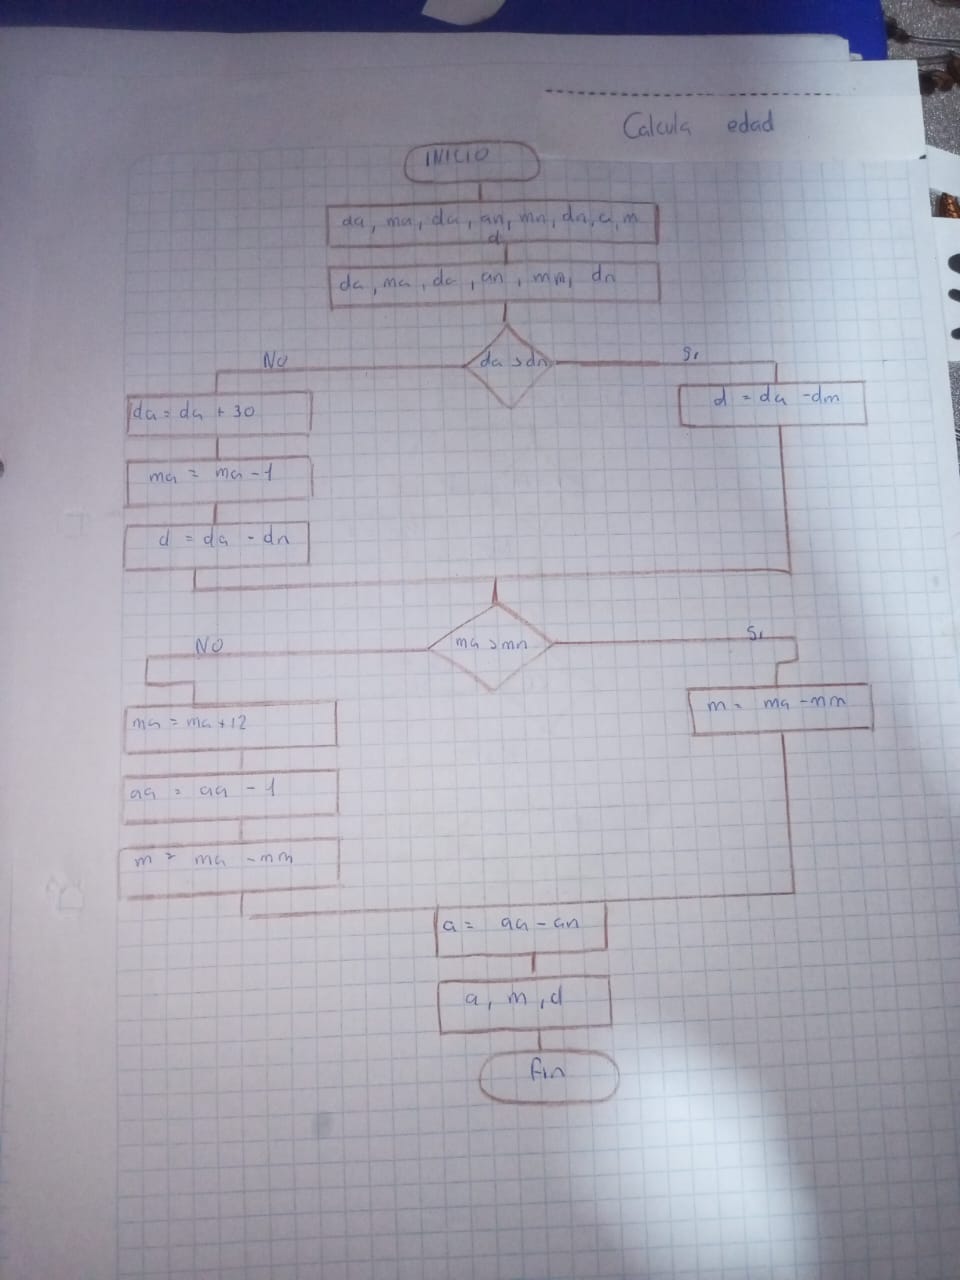 Calcula edad
INICIO
da, ma, da, an, mn, dn, a, m
d
da, ma, da, an, mn, dn
No
da > dn
Si
da = da + 30
d = da - dm
ma = ma - 1
d = da - dn
NO
ma > mn
Si
ma = ma + 12
m = ma - mm
aa = aa - 1
m = ma - mm
a = aa - an
a, m, d
Fin